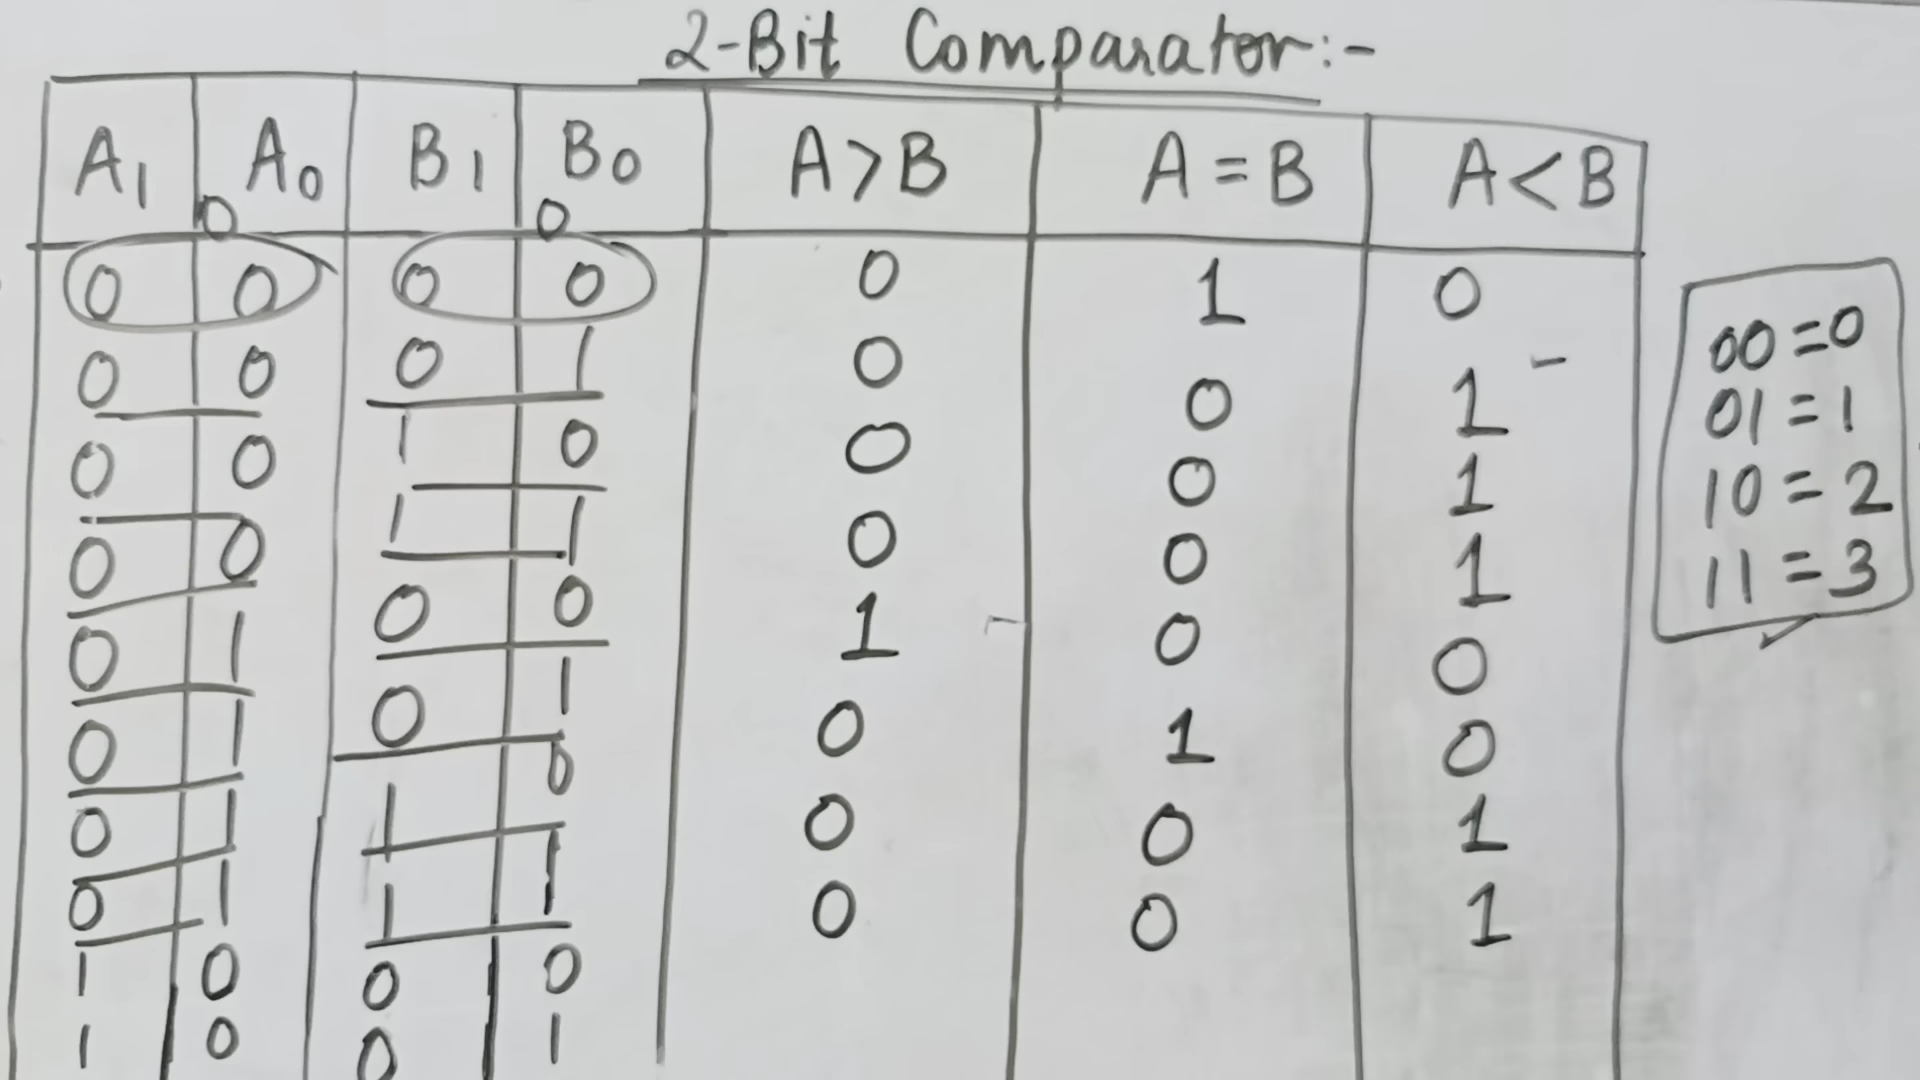 2-Bit Comparator:-
A1 A0 B1 B0 A>B A=B A<B
0 0
0 0 0 0 0 1 0
0 0 0 1 0 0 1
0 0 1 0 0 0 1
0 0 1 1 0 0 1
0 1 0 0 1 0 0
0 1 0 1 0 1 0
0 1 1 0 0 0 1
0 1 1 1 0 0 1
1 0 0 0
1 0 0 1
00=0
01=1
10=2
11=3